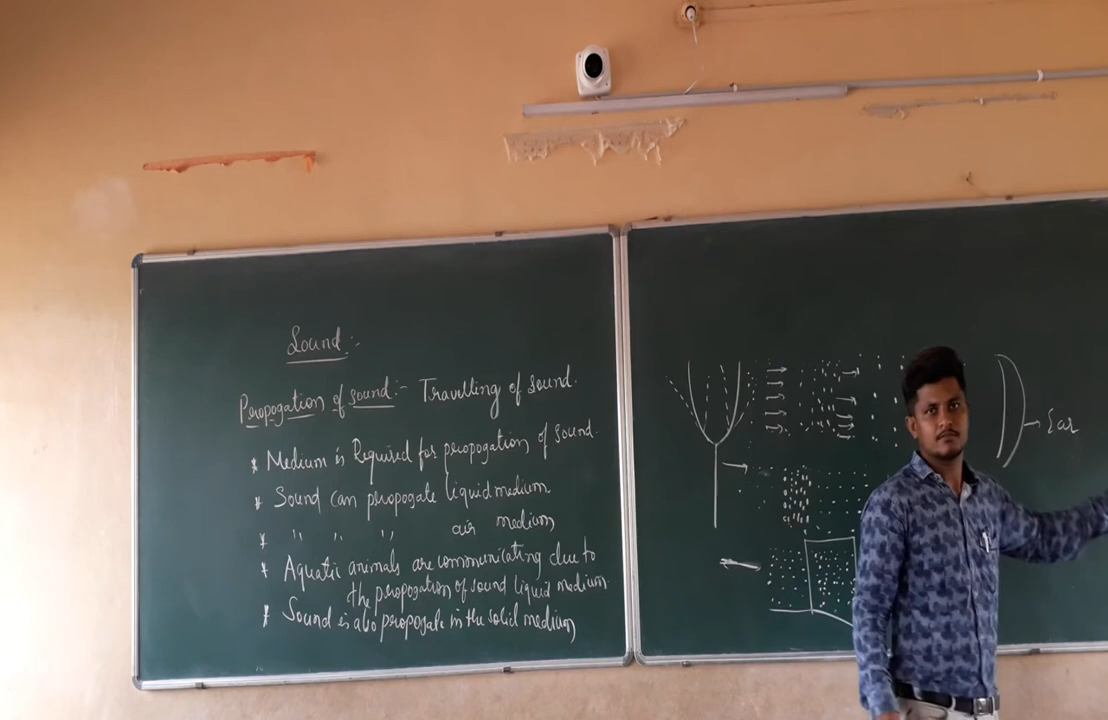 Sound :-
Propogation of sound :- Travelling of sound.
* Medium is Required for propogation of sound.
* Sound can propogate liquid medium
* " " " air medium
* Aquatic animals are communicating due to
the propogation of sound liquid medium.
* Sound is also propogate in the solid medium
Ear